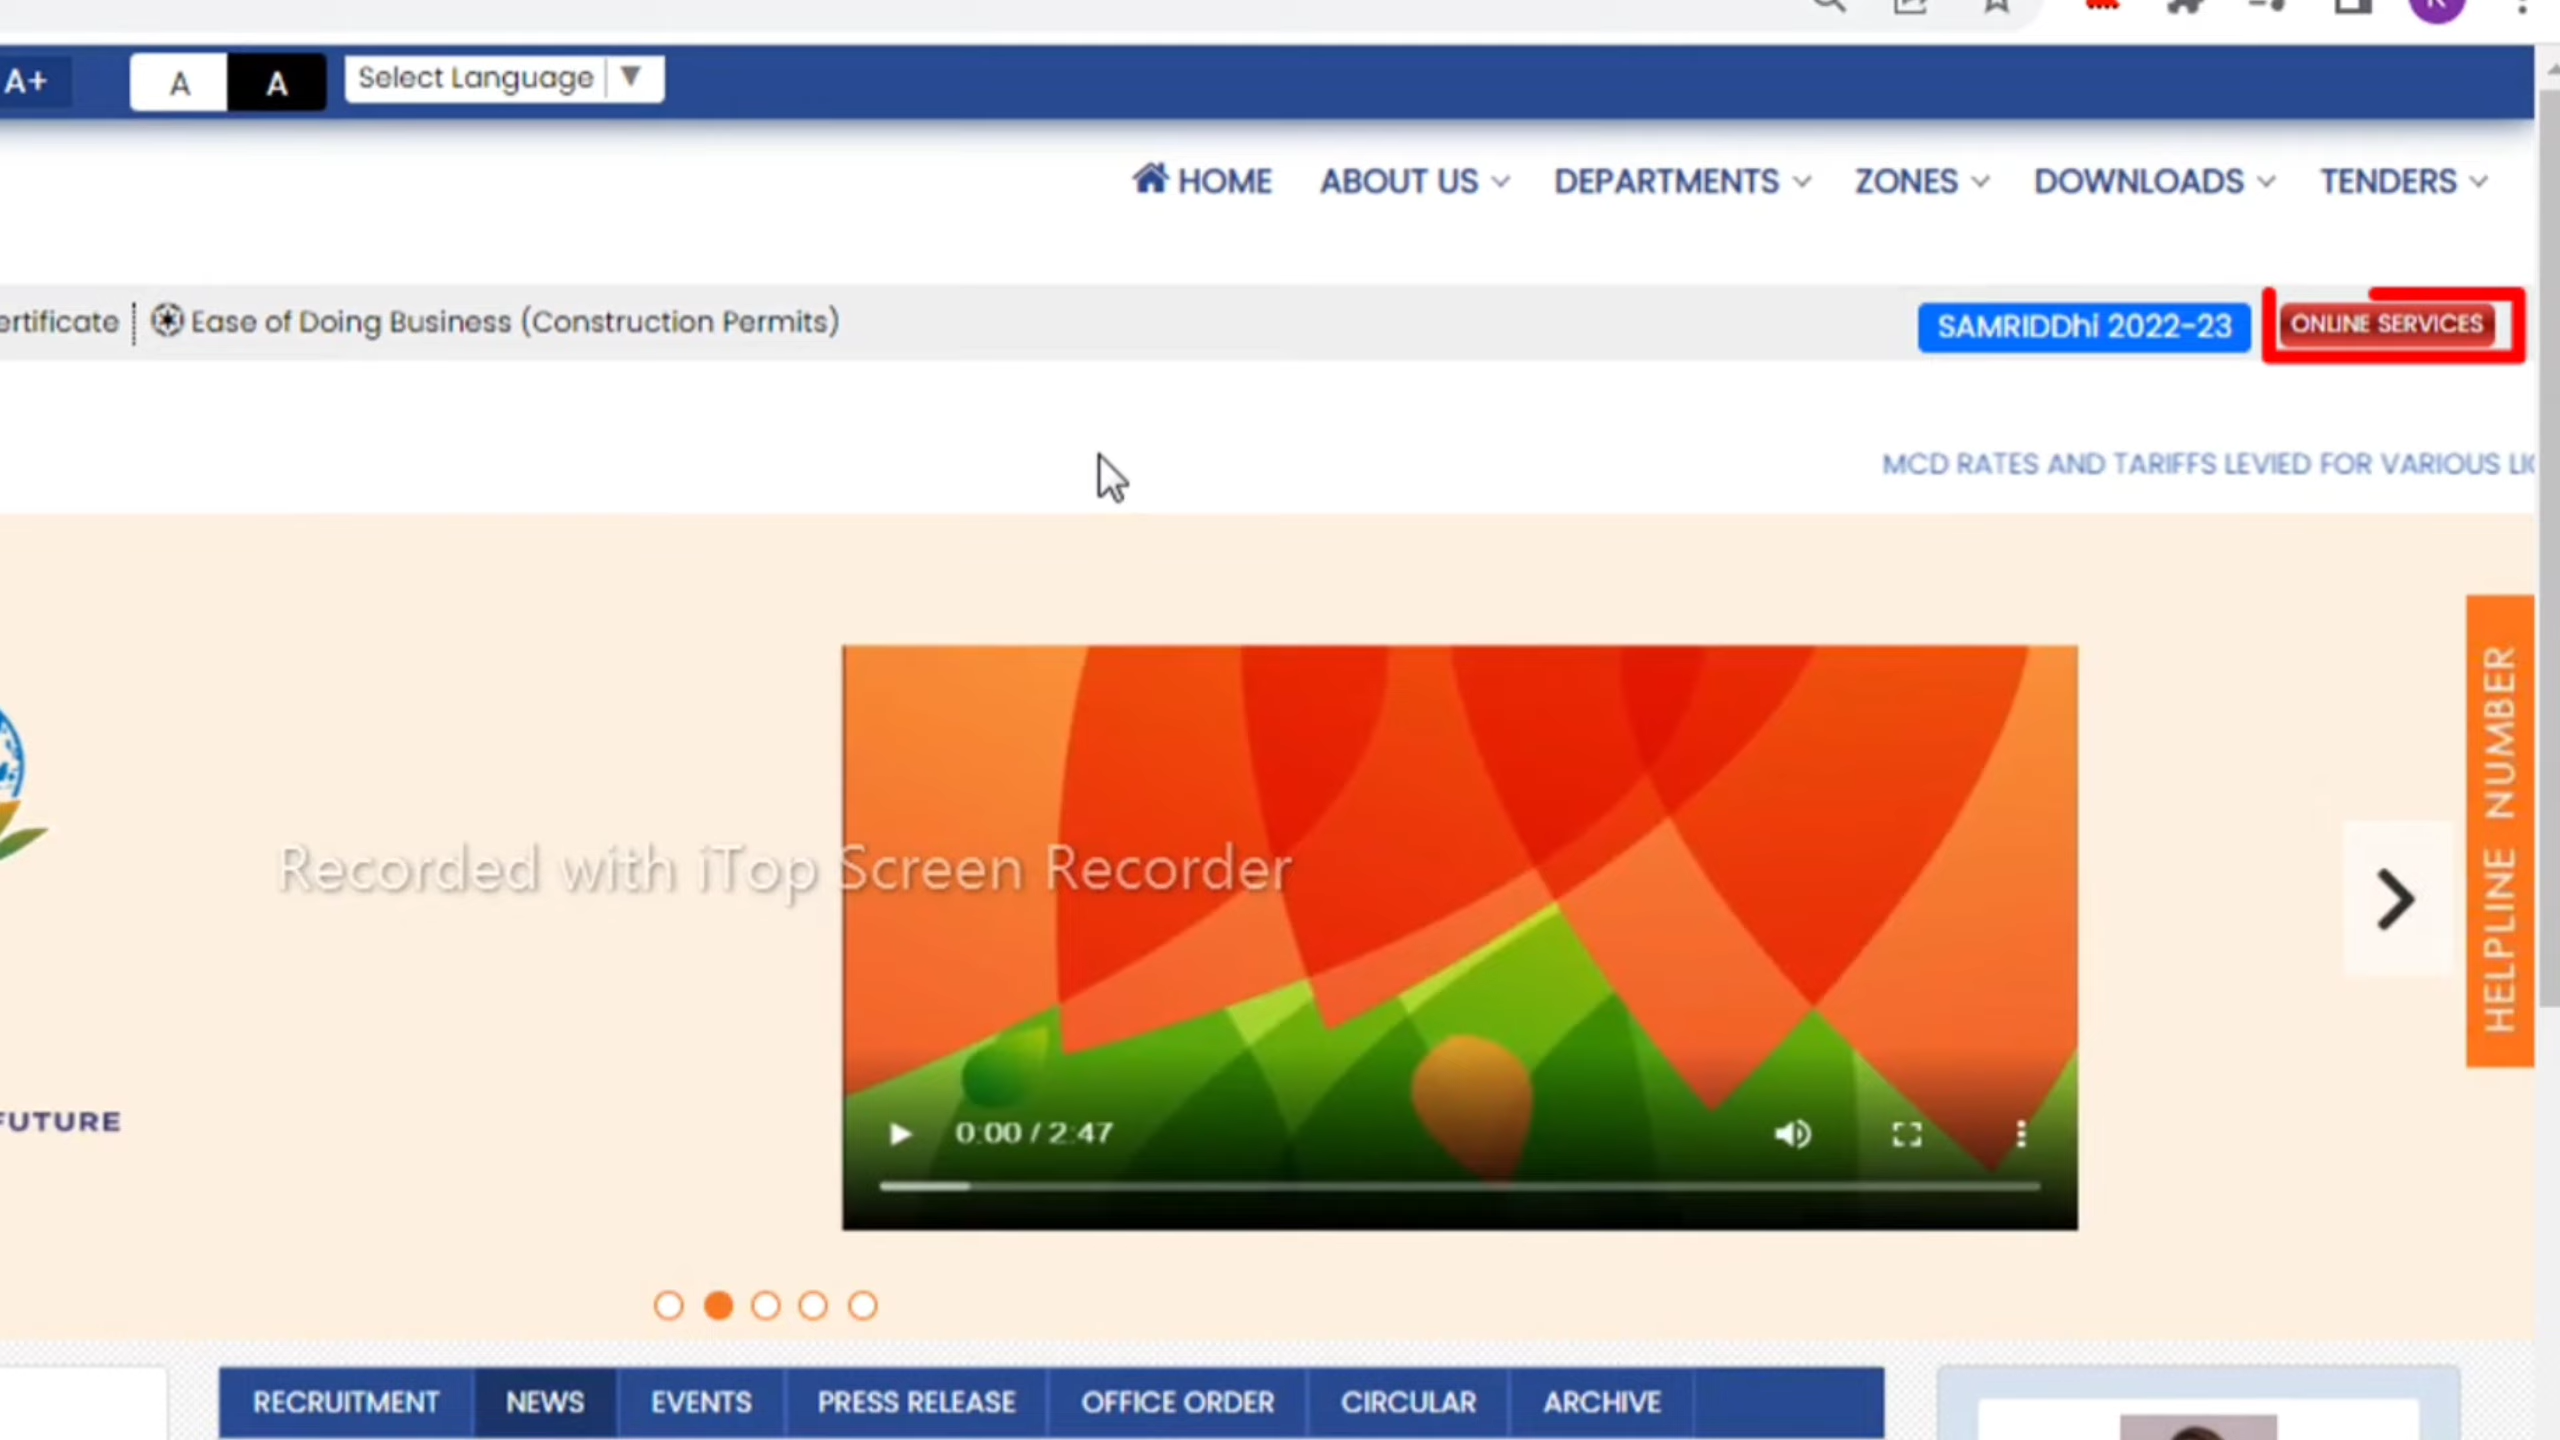 A+ A A Select Language ▼
HOME ABOUT US DEPARTMENTS ZONES DOWNLOADS TENDERS
Ease of Doing Business (Construction Permits) SAMRIDDhi 2022-23 ONLINE SERVICES
MCD RATES AND TARIFFS LEVIED FOR VARIOUS
HELPLINE NUMBER
Recorded with iTop Screen Recorder
FUTURE
0:00 / 2:47
RECRUITMENT NEWS EVENTS PRESS RELEASE OFFICE ORDER CIRCULAR ARCHIVE